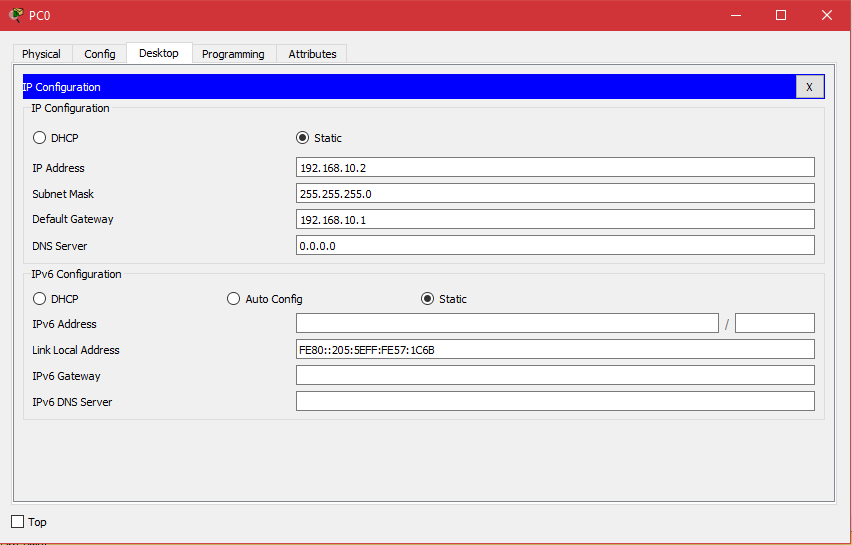 PC0
Physical Config Desktop Programming Attributes
IP Configuration X
IP Configuration
DHCP Static
IP Address 192.168.10.2
Subnet Mask 255.255.255.0
Default Gateway 192.168.10.1
DNS Server 0.0.0.0
IPv6 Configuration
DHCP Auto Config Static
IPv6 Address /
Link Local Address FE80::205:5EFF:FE57:1C6B
IPv6 Gateway
IPv6 DNS Server
Top